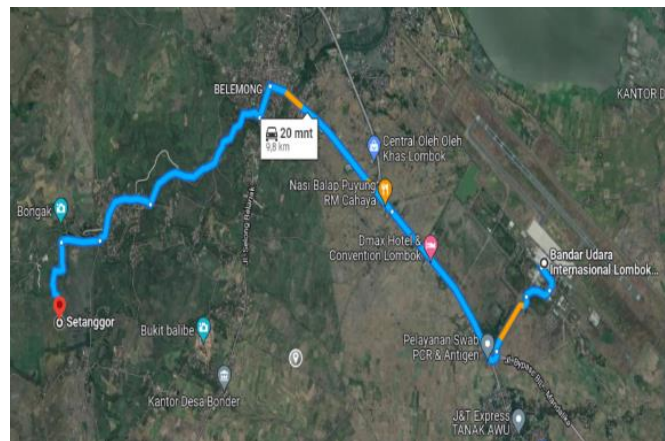 KANTOR D
BELEMONG
20 mnt
9,8 km
Central Oleh Oleh
Khas Lombok
Nasi Balap Puyung
RM Cahaya
Bongak
Dmax Hotel &
Convention Lombok
Bandar Udara
Internasional Lombok...
Setanggor
Bukit balibe
Pelayanan Swab
PCR & Antigen
Kantor Desa Bonder
J&T Express
TANAK AWU